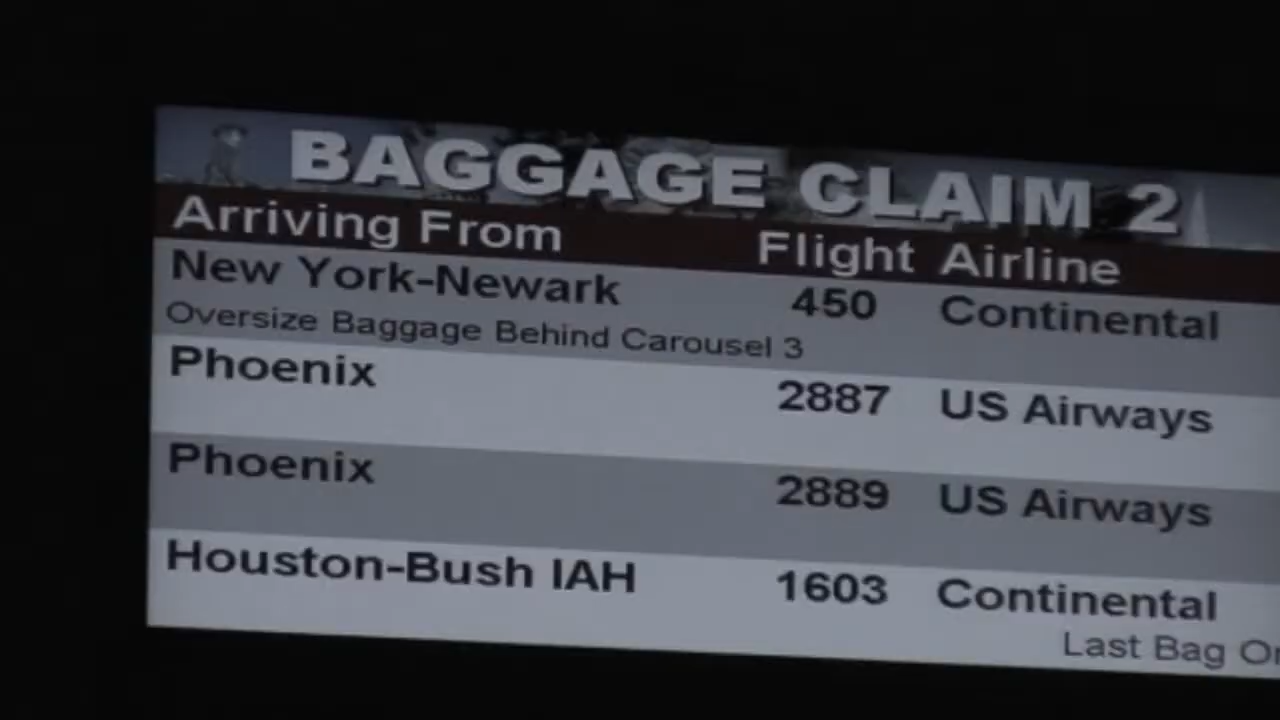 BAGGAGE CLAIM 2
Arriving From Flight Airline
New York-Newark 450 Continental
Oversize Baggage Behind Carousel 3
Phoenix 2887 US Airways
Phoenix 2889 US Airways
Houston-Bush IAH 1603 Continental
Last Bag